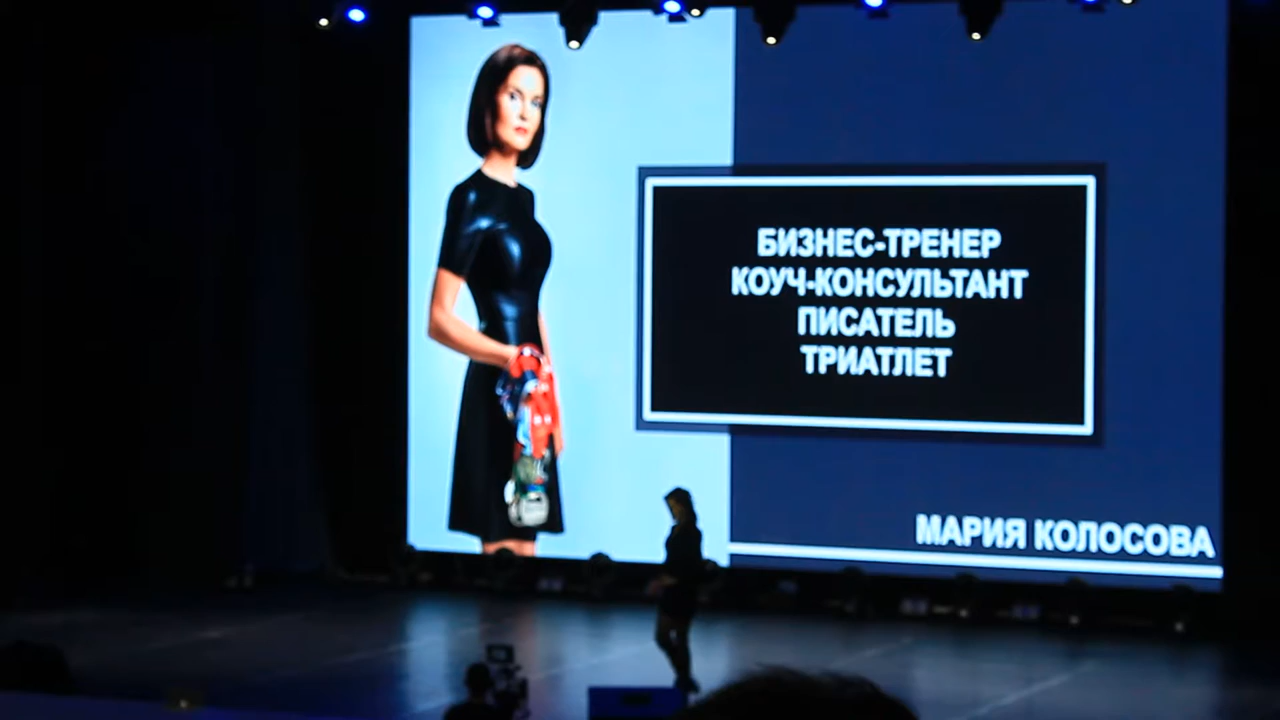 БИЗНЕС-ТРЕНЕР
КОУЧ-КОНСУЛЬТАНТ
ПИСАТЕЛЬ
ТРИАТЛЕТ
МАРИЯ КОЛОСОВА